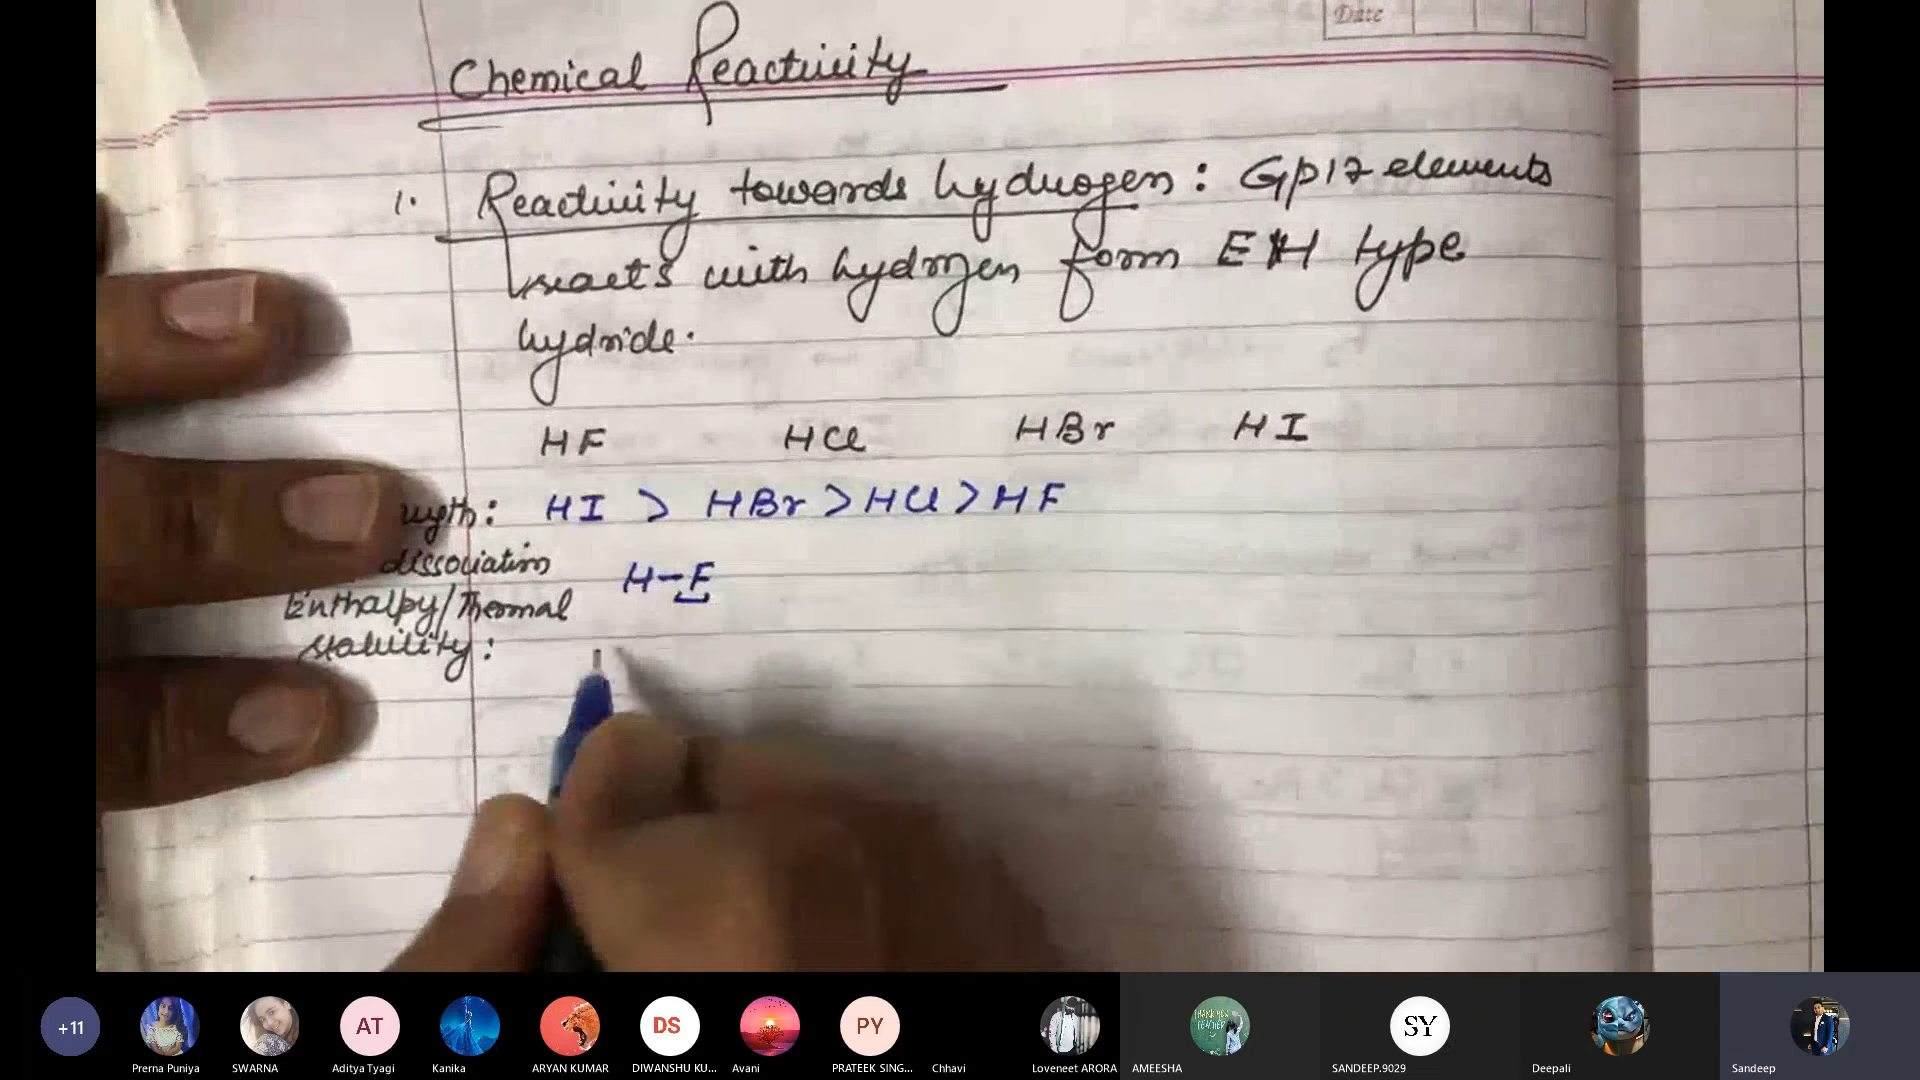 Date
Chemical Reactivity
1. Reactivity towards hydrogen: Gp17 elements
reacts with hydrogen form EH type
hydride.
HF HCl HBr HI
: HI > HBr > HCl > HF
dissociation
Enthalpy/Thermal H-F
stability:
+11
AT
DS
PY
SY
Prerna Puniya
SWARNA
Aditya Tyagi
Kanika
ARYAN KUMAR
DIWANSHU KU...
Avani
PRATEEK SING...
Chhavi
Loveneet ARORA
AMEESHA
SANDEEP.9029
Deepali
Sandeep